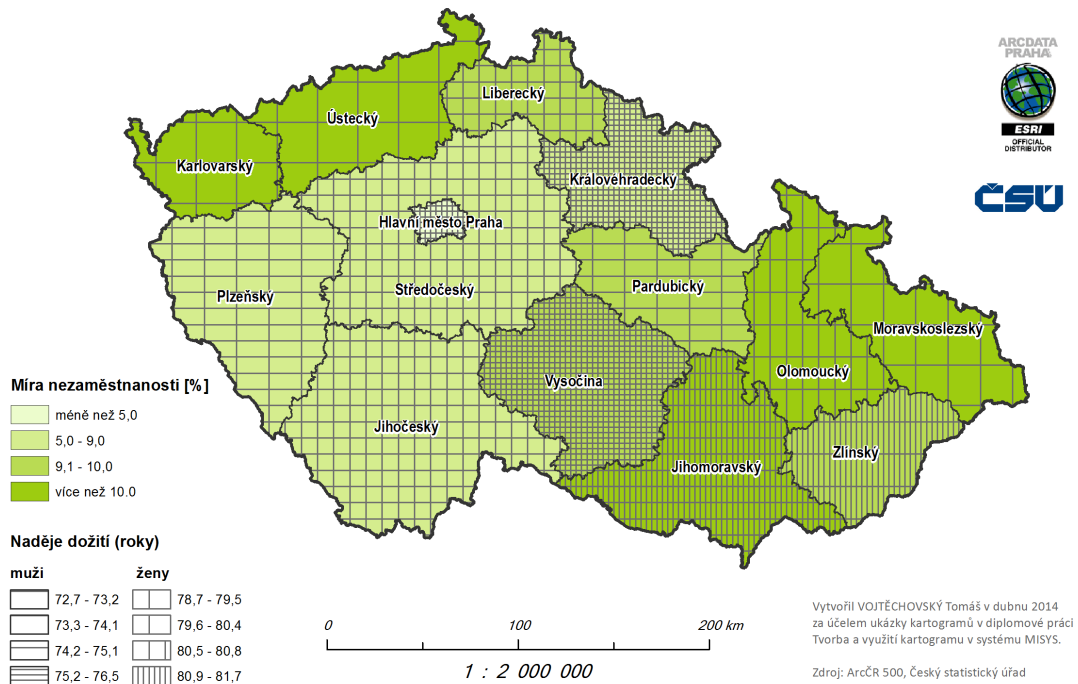 ARCDATA
PRAHA
ESRI
OFFICIAL
DISTRIBUTOR
ČSÚ
Liberecký
Ústecký
Karlovarský
Královéhradecký
Hlavní město Praha
Středočeský
Pardubický
Plzeňský
Moravskoslezský
Olomoucký
Vysočina
Jihočeský
Zlínský
Jihomoravský
Míra nezaměstnanosti [%]
méně než 5,0
5,0 - 9,0
9,1 - 10,0
více než 10.0
Naděje dožití (roky)
muži ženy
72,7 - 73,2 78,7 - 79,5
73,3 - 74,1 79,6 - 80,4
74,2 - 75,1 80,5 - 80,8
75,2 - 76,5 80,9 - 81,7
0 100 200 km
1 : 2 000 000
Vytvořil VOJTĚCHOVSKÝ Tomáš v dubnu 2014
za účelem ukázky kartogramů v diplomové práci
Tvorba a využití kartogramu v systému MISYS.
Zdroj: ArcČR 500, Český statistický úřad